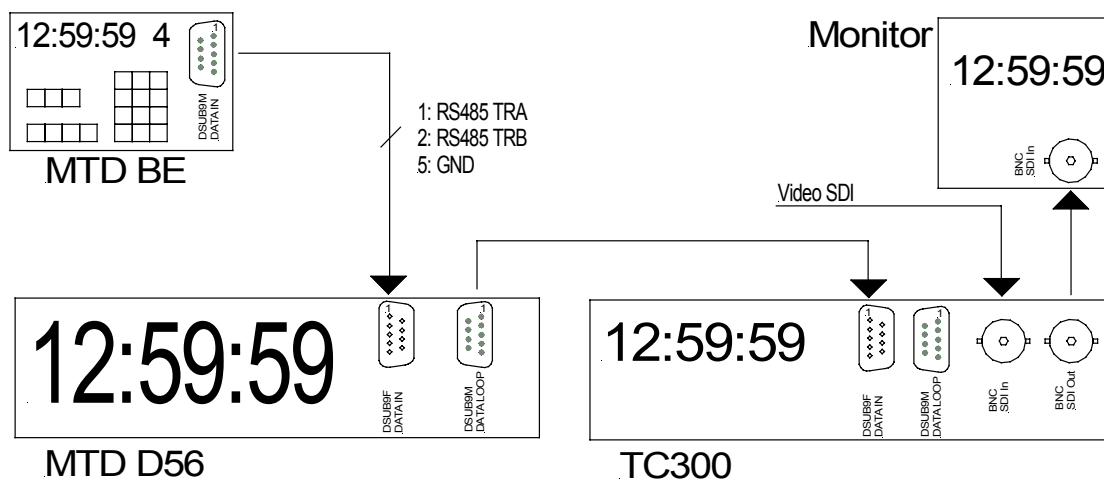 12:59:59 4
1
DSUB9M
DATA IN
MTD BE
1: RS485 TRA
2: RS485 TRB
5: GND
Monitor
12:59:59
BNC
SDI In
Video SDI
12:59:59
1
DSUB9F
DATA IN
1
DSUB9M
DATA LOOP
MTD D56
12:59:59
1
DSUB9F
DATA IN
1
DSUB9M
DATA LOOP
BNC
SDI In
BNC
SDI Out
TC300